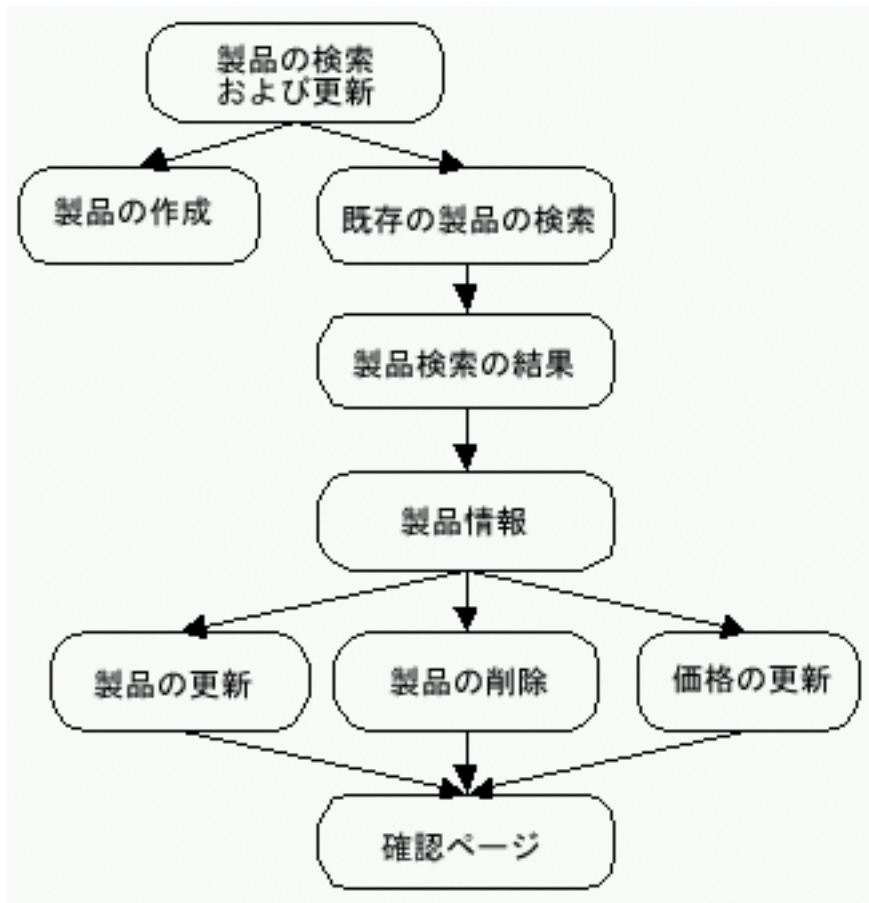 製品の検索
および更新
製品の作成
既存の製品の検索
製品検索の結果
製品情報
製品の更新
製品の削除
価格の更新
確認ページ